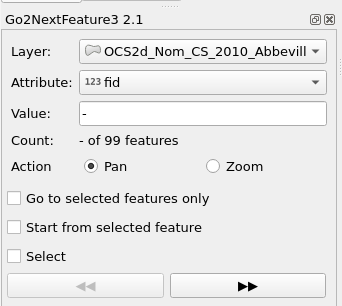 Go2NextFeature3 2.1
Layer: OCS2d_Nom_CS_2010_Abbevill
Attribute: 123 fid
Value: -
Count: - of 99 features
Action Pan Zoom
Go to selected features only
Start from selected feature
Select